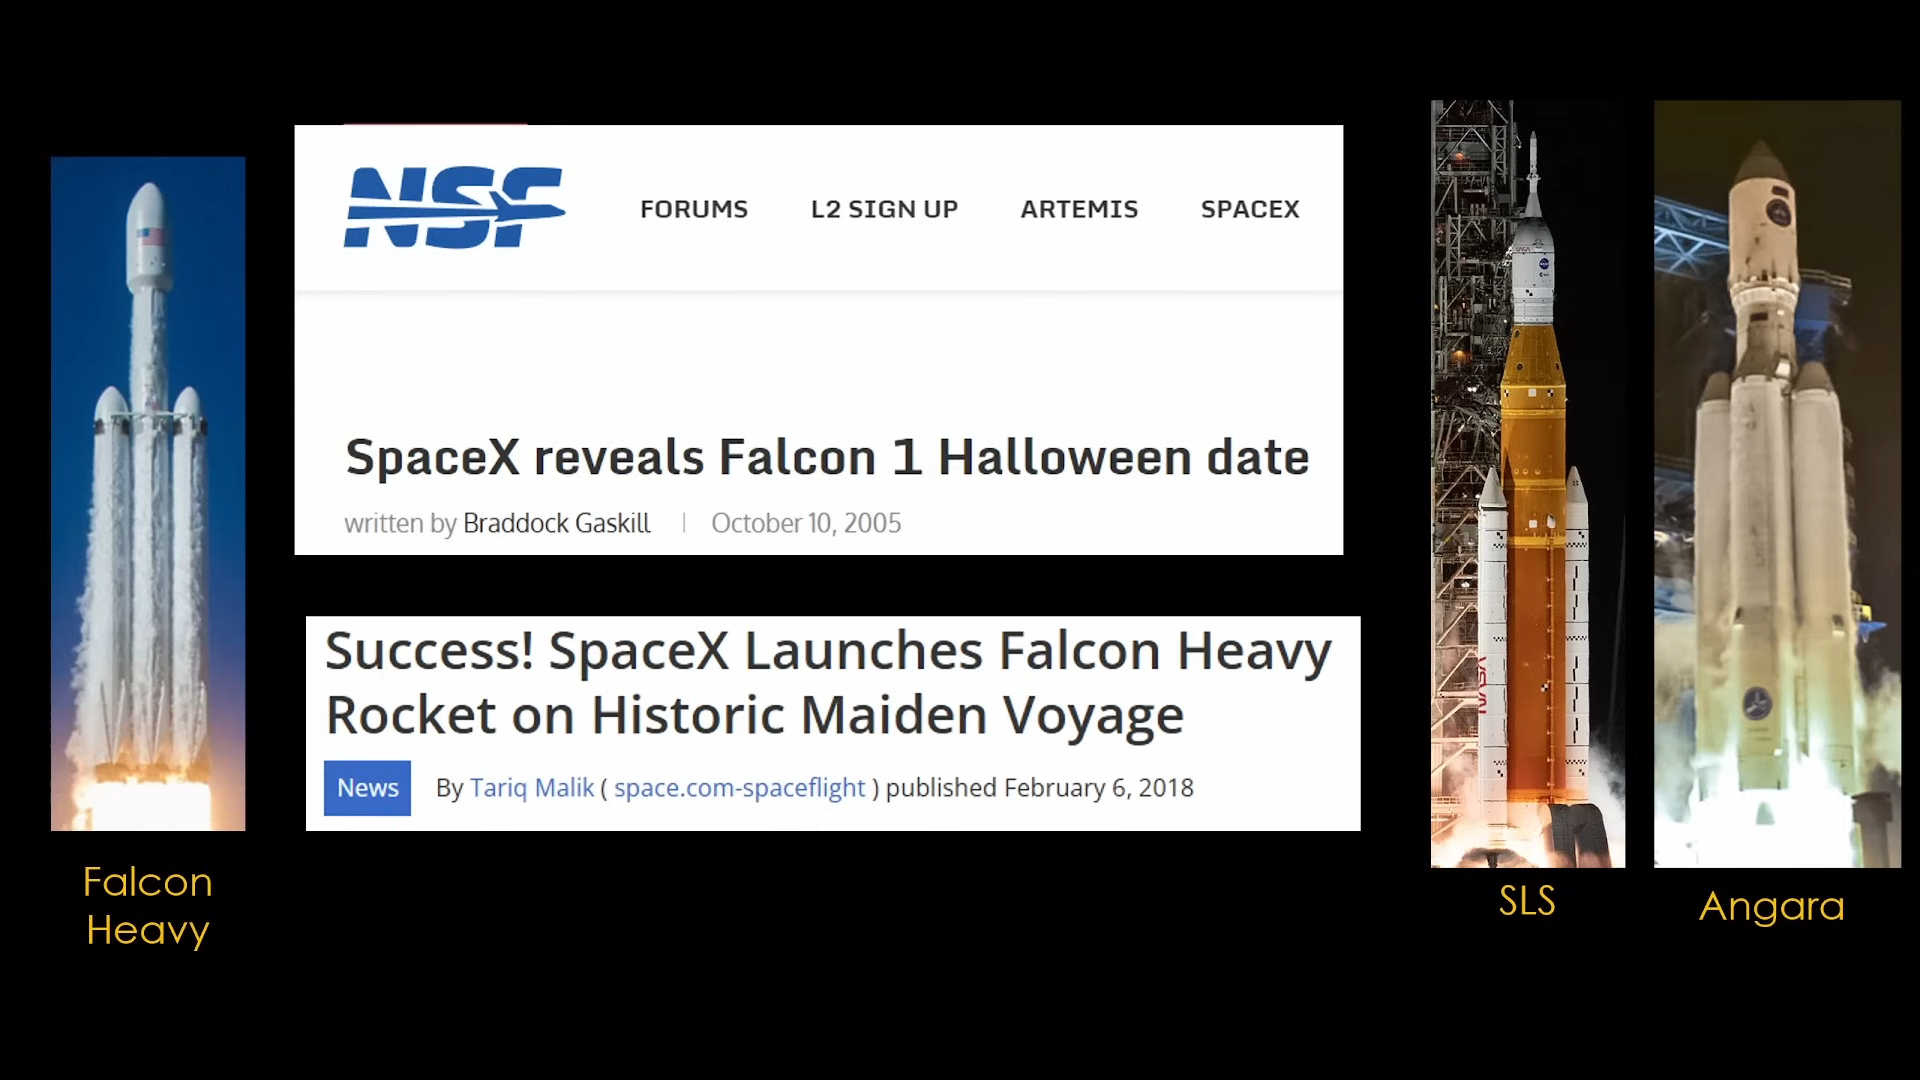 NSF
FORUMS L2 SIGN UP ARTEMIS SPACEX
SpaceX reveals Falcon 1 Halloween date
written by Braddock Gaskill | October 10, 2005
Success! SpaceX Launches Falcon Heavy
Rocket on Historic Maiden Voyage
News By Tariq Malik ( space.com-spaceflight ) published February 6, 2018
Falcon
Heavy
NASA
SLS
Angara